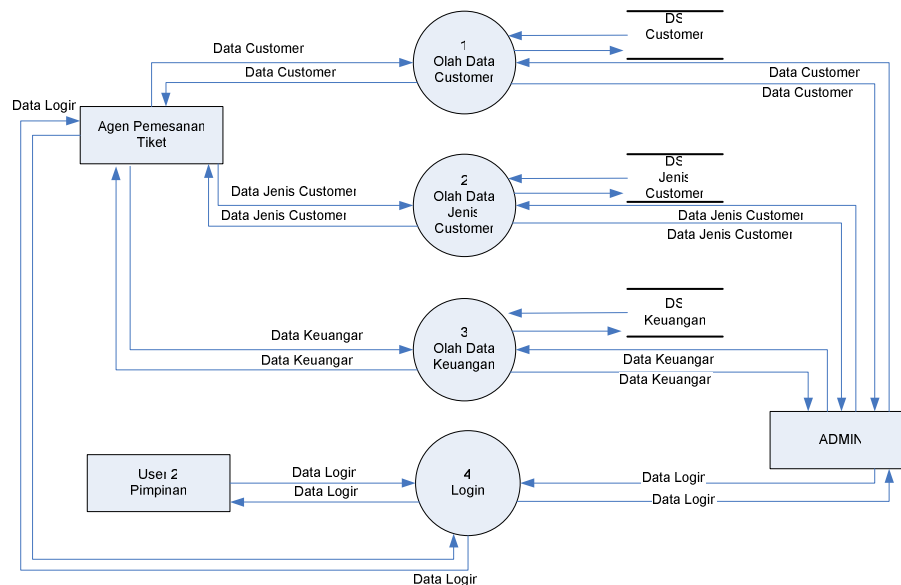 DS
Customer
1
Olah Data
Customer
Data Customer
Data Customer
Data Customer
Data Customer
Data Login
Agen Pemesanan
Tiket
DS
Jenis
Customer
2
Olah Data
Jenis
Customer
Data Jenis Customer
Data Jenis Customer
Data Jenis Customer
Data Jenis Customer
DS
Keuangan
3
Olah Data
Keuangan
Data Keuangan
Data Keuangan
Data Keuangan
Data Keuangan
ADMIN
User 2
Pimpinan
4
Login
Data Login
Data Login
Data Login
Data Login
Data Login